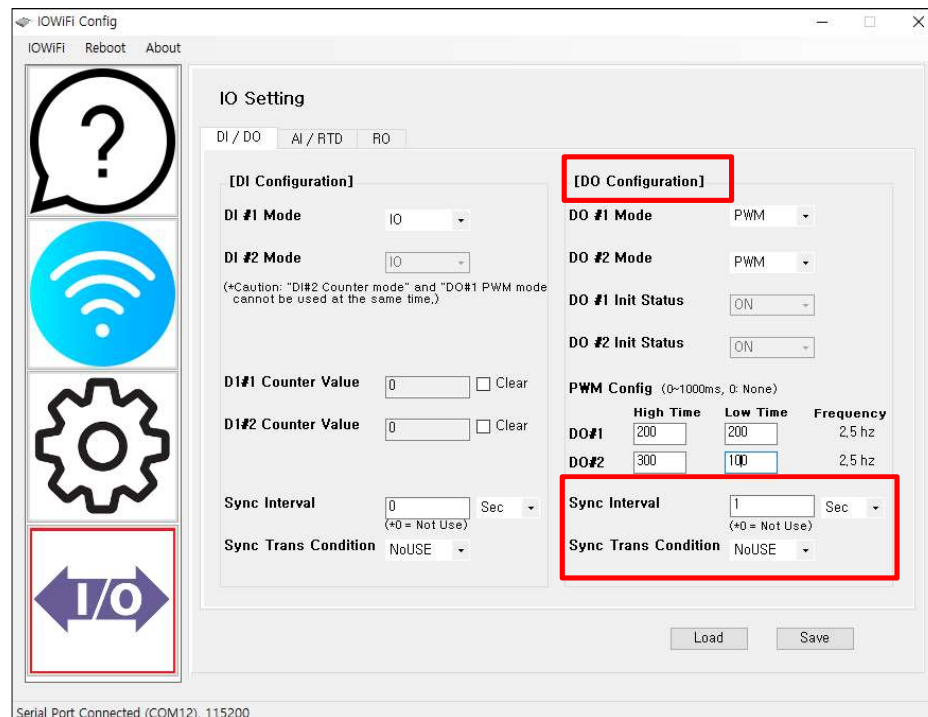 IOWiFi Config
IOWiFi Reboot About
IO Setting
DI / DO AI / RTD RO
[DI Configuration]
DI #1 Mode IO
DI #2 Mode IO
(*Caution: "DI#2 Counter mode" and "DO#1 PWM mode
cannot be used at the same time.)
D1#1 Counter Value 0 Clear
D1#2 Counter Value 0 Clear
Sync Interval 0 Sec
(*0 = Not Use)
Sync Trans Condition NoUSE
[DO Configuration]
DO #1 Mode PWM
DO #2 Mode PWM
DO #1 Init Status ON
DO #2 Init Status ON
PWM Config (0~1000ms, 0: None)
High Time Low Time Frequency
DO#1 200 200 2,5 hz
DO#2 300 100 2,5 hz
Sync Interval 1 Sec
(*0 = Not Use)
Sync Trans Condition NoUSE
I/O
Load Save
Serial Port Connected (COM12), 115200